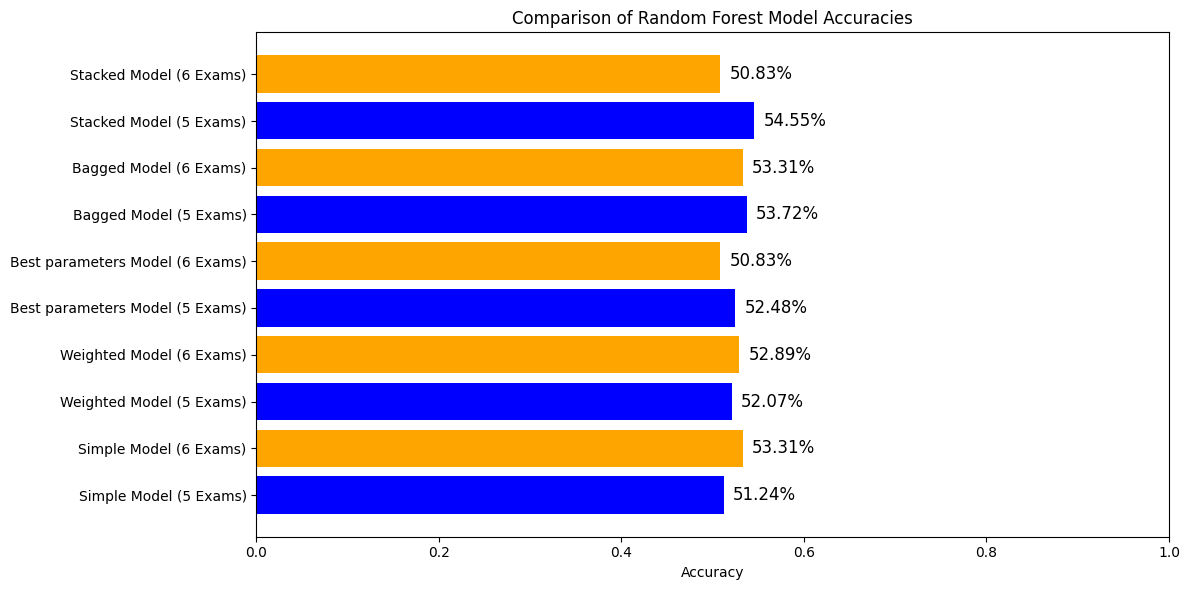 Comparison of Random Forest Model Accuracies
Stacked Model (6 Exams) 50.83%
Stacked Model (5 Exams) 54.55%
Bagged Model (6 Exams) 53.31%
Bagged Model (5 Exams) 53.72%
Best parameters Model (6 Exams) 50.83%
Best parameters Model (5 Exams) 52.48%
Weighted Model (6 Exams) 52.89%
Weighted Model (5 Exams) 52.07%
Simple Model (6 Exams) 53.31%
Simple Model (5 Exams) 51.24%
0.0 0.2 0.4 0.6 0.8 1.0
Accuracy